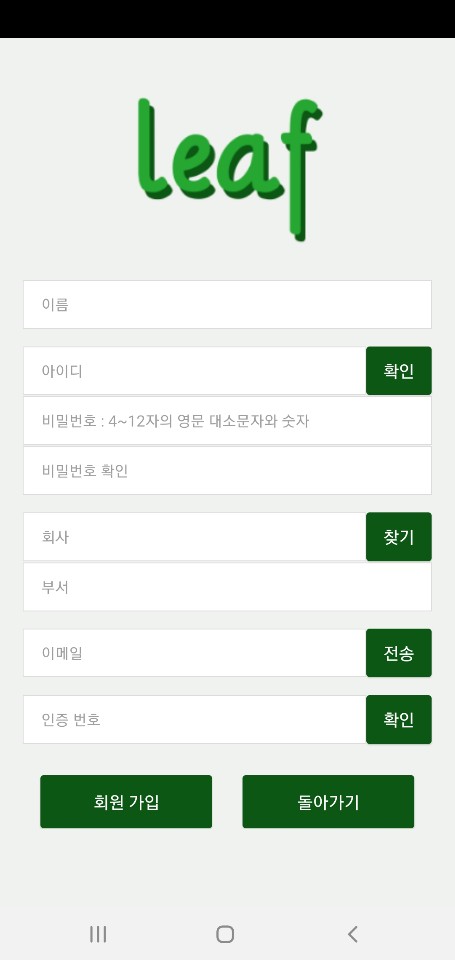 leaf
이름
아이디
확인
비밀번호 : 4~12자의 영문 대소문자와 숫자
비밀번호 확인
회사
찾기
부서
이메일
전송
인증 번호
확인
회원 가입
돌아가기